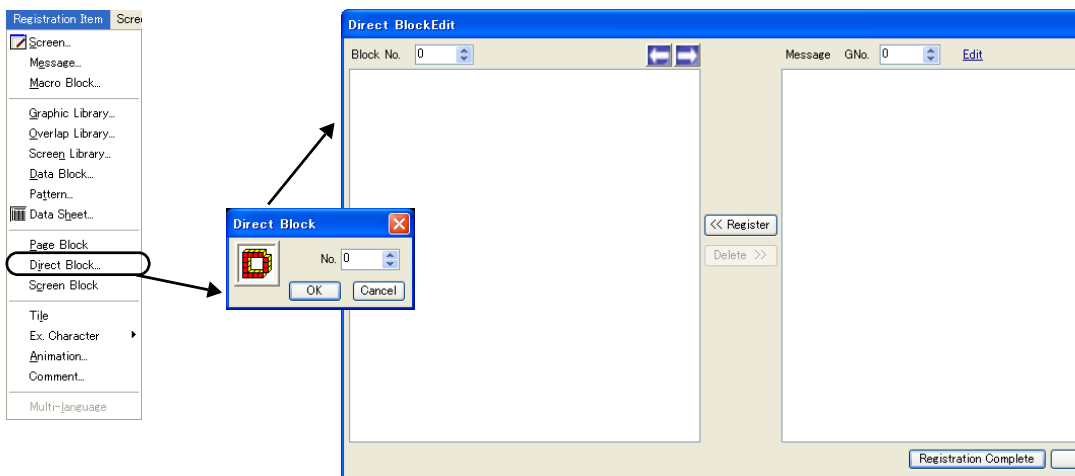 Registration Item
Screen...
Message...
Macro Block...
Graphic Library...
Overlap Library...
Screen Library...
Data Block...
Pattern...
Data Sheet...
Page Block
Direct Block...
Screen Block
Tile
Ex. Character
Animation...
Comment...
Multi-language
Direct Block
No. 0
OK Cancel
Direct BlockEdit
Block No. 0
Message GNo. 0 Edit
<< Register
Delete >>
Registration Complete